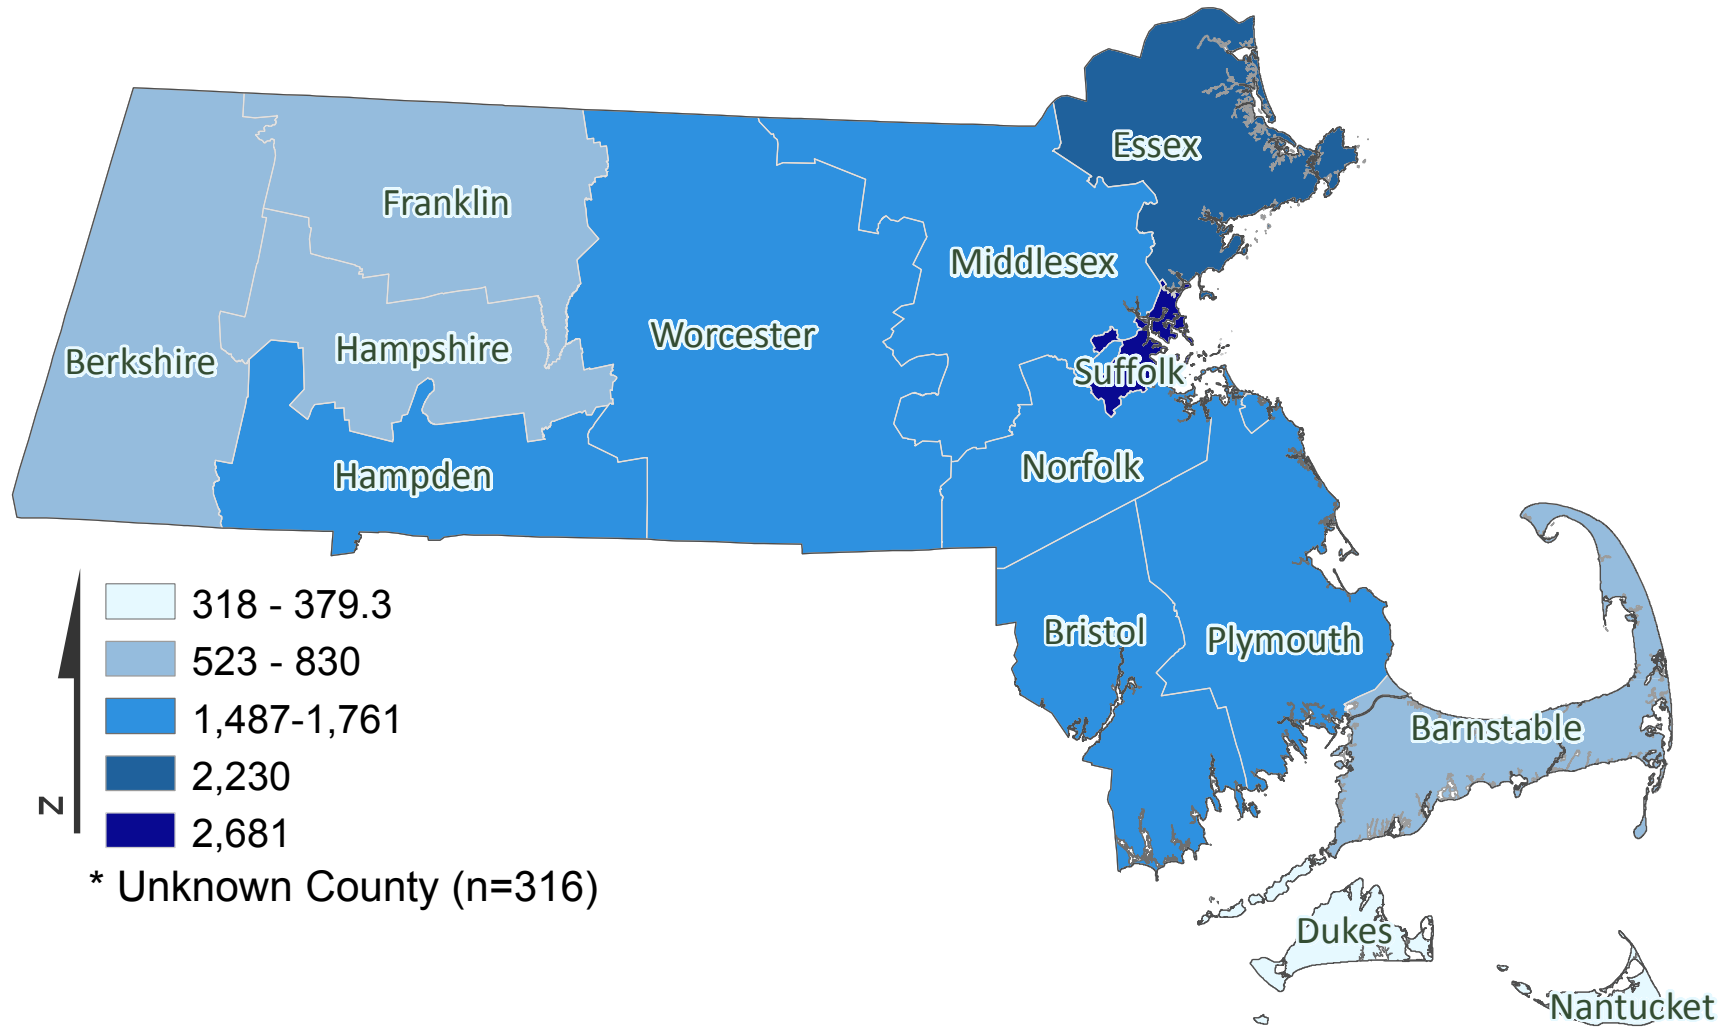 Essex
Franklin
Middlesex
Worcester
Hampshire
Berkshire
Suffolk
Norfolk
Hampden
318 - 379.3
523 - 830
Bristol
Plymouth
1,487-1,761
Barnstable
2,230
N
2,681
* Unknown County (n=316)
Dukes
Nantucket